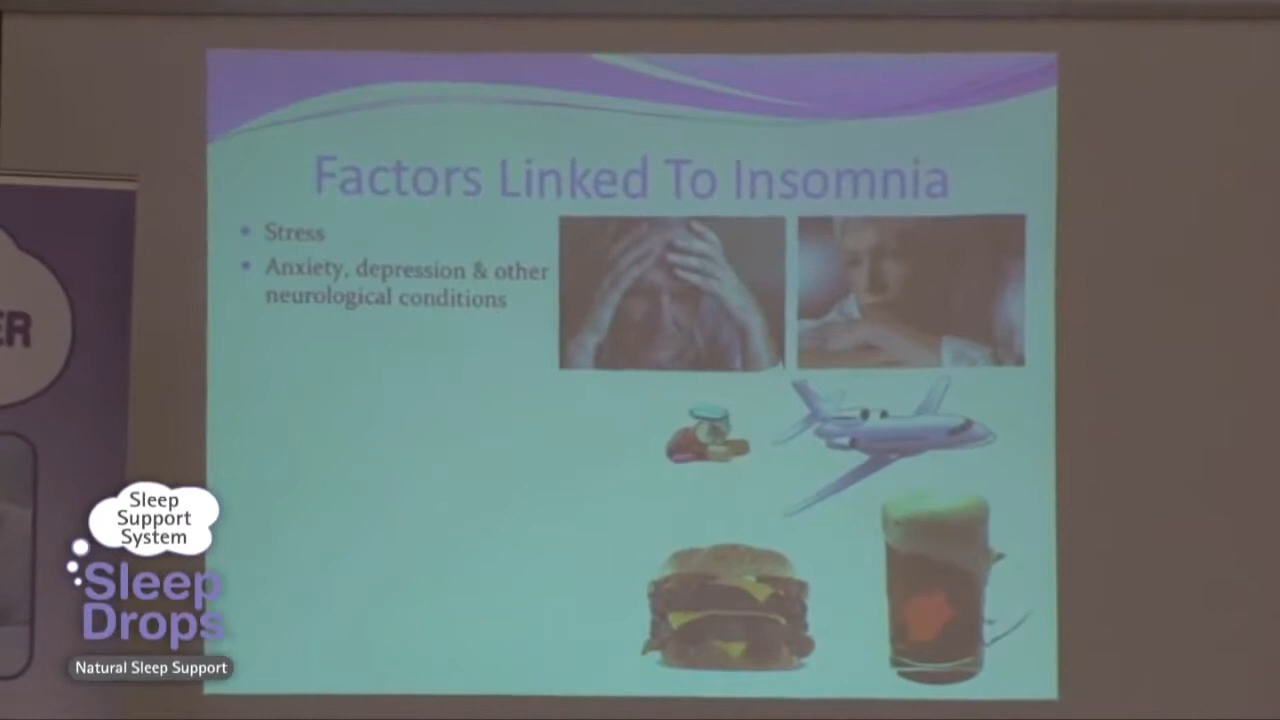 Factors Linked To Insomnia
• Stress
• Anxiety, depression & other
neurological conditions
ER
Sleep
Support
System
Sleep
Drops
Natural Sleep Support